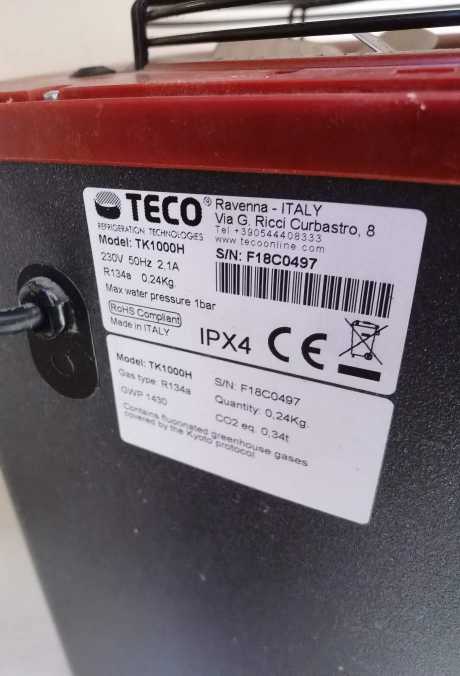 TECO®
REFRIGERATION TECHNOLOGIES
Ravenna - ITALY
Via G. Ricci Curbastro, 8
Tel +390544408333
www.tecoonline.com
Model: TK1000H
230V 50Hz 2,1A
R134a 0,24Kg.
Max water pressure 1bar
S/N: F18C0497
RoHS Compliant
Made in ITALY
IPX4 CE
Model: TK1000H
Gas type: R134a
GWP 1430
S/N: F18C0497
Quantity: 0,24Kg.
CO2 eq. 0,34t
Contains fluorinated greenhouse gases
covered by the Kyoto protocol